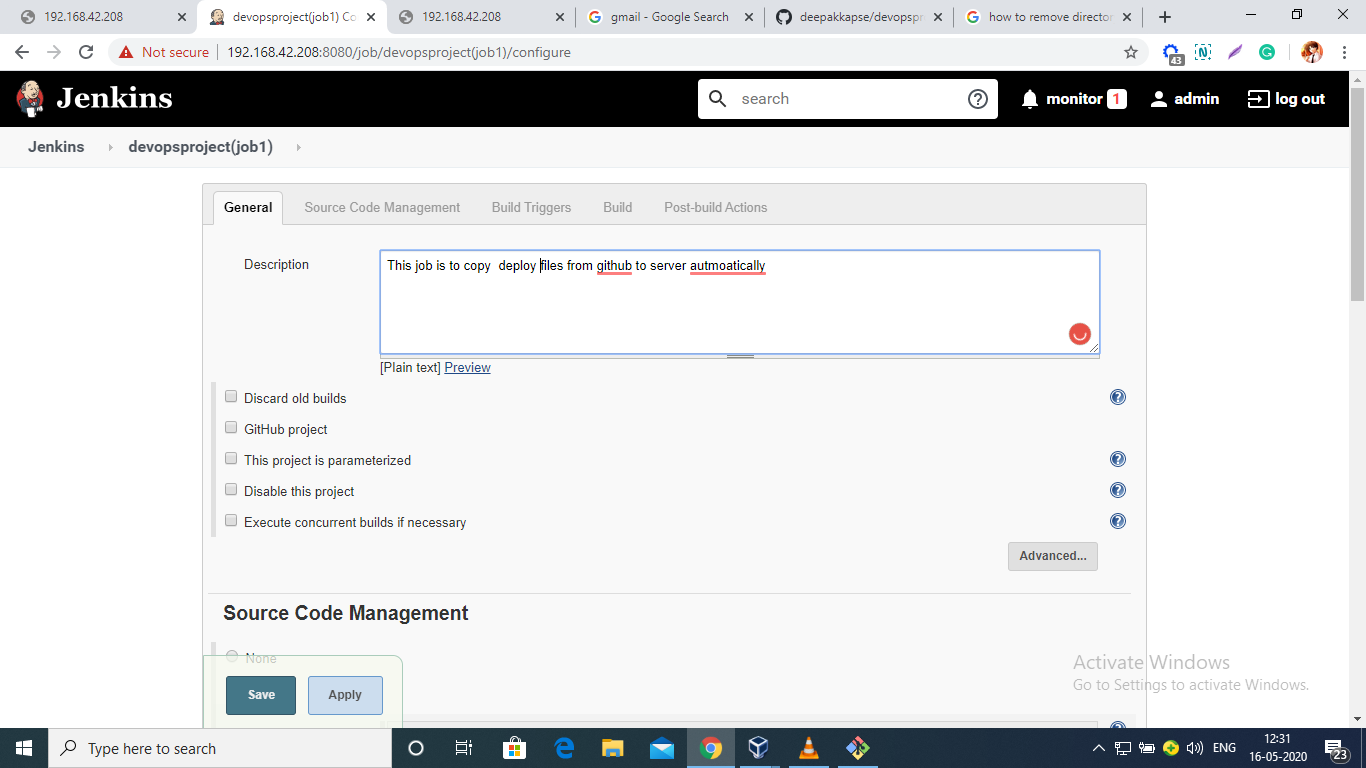 192.168.42.208
devopsproject(job1) Co
192.168.42.208
gmail - Google Search
deepakkapse/devopspr
how to remove director
Not secure
192.168.42.208:8080/job/devopsproject(job1)/configure
43
Jenkins
search
monitor 1
admin
log out
Jenkins
devopsproject(job1)
General
Source Code Management
Build Triggers
Build
Post-build Actions
Description
This job is to copy  deploy files from github to server autmoatically
[Plain text] Preview
Discard old builds
GitHub project
This project is parameterized
Disable this project
Execute concurrent builds if necessary
Advanced...
Source Code Management
None
Save
Apply
Activate Windows
Go to Settings to activate Windows.
Type here to search
ENG
12:31
16-05-2020
23